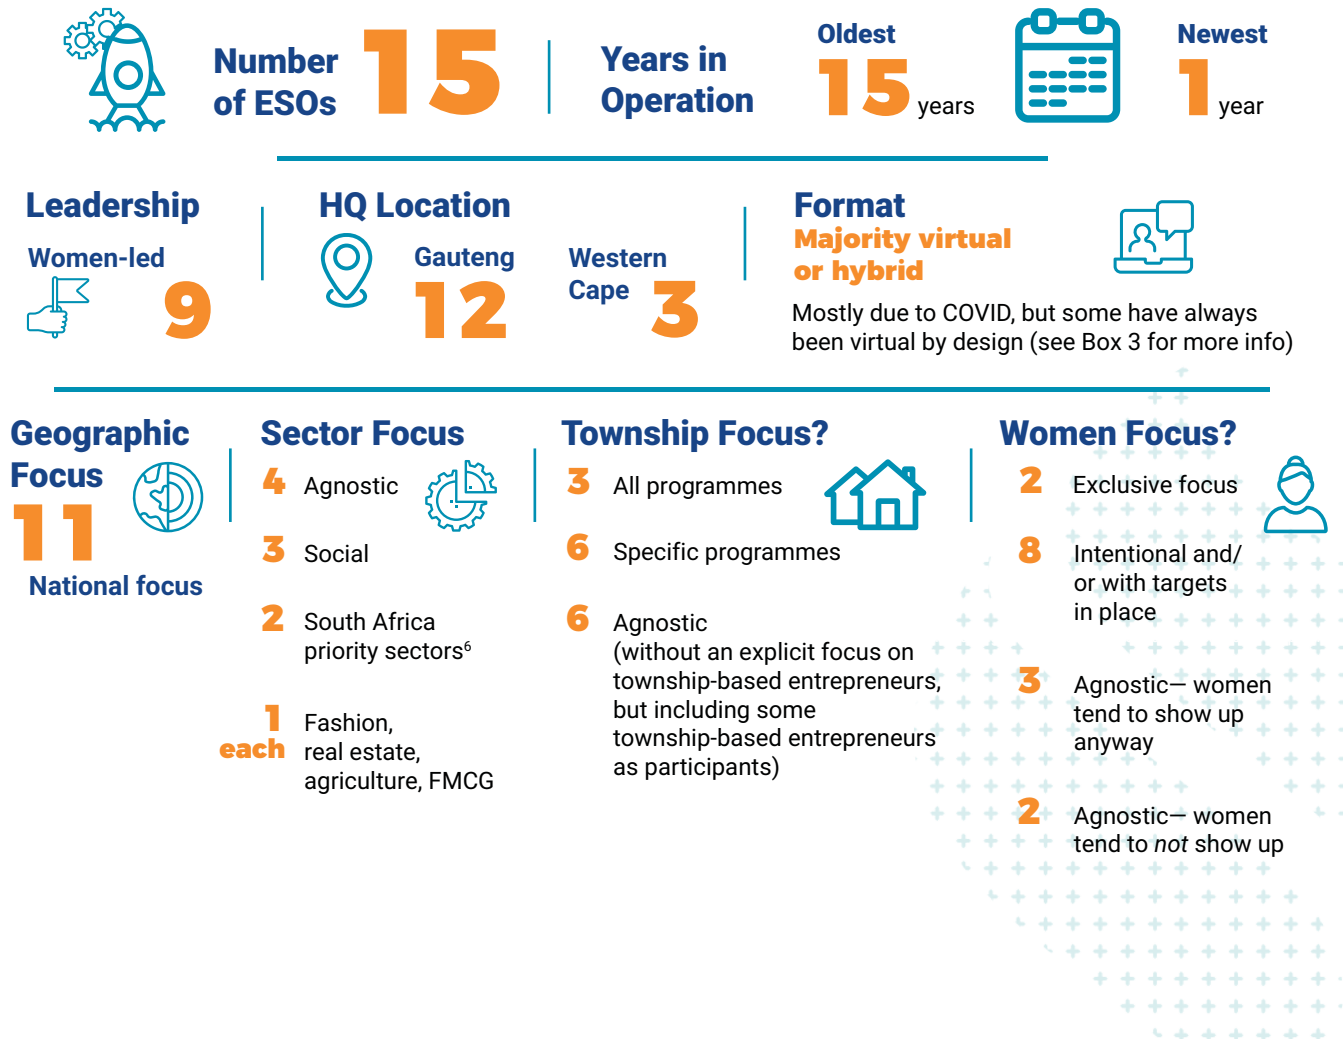 Number
of ESOs
15
Years in
Operation
Oldest
15 years
Newest
1 year
Leadership
Women-led
9
HQ Location
Gauteng
12
Western
Cape
3
Format
Majority virtual
or hybrid
Mostly due to COVID, but some have always
been virtual by design (see Box 3 for more info)
Geographic
Focus
11
National focus
Sector Focus
4 Agnostic
3 Social
2 South Africa
priority sectors⁶
1
each
Fashion,
real estate,
agriculture, FMCG
Township Focus?
3 All programmes
6 Specific programmes
6 Agnostic
(without an explicit focus on
township-based entrepreneurs,
but including some
township-based entrepreneurs
as participants)
Women Focus?
2 Exclusive focus
8 Intentional and/
or with targets
in place
3 Agnostic— women
tend to show up
anyway
2 Agnostic— women
tend to not show up